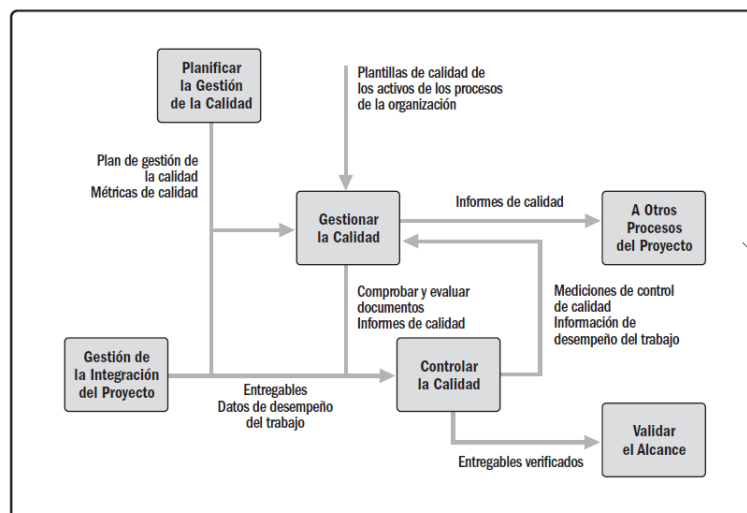 Planificar
la Gestión
de la Calidad
Plantillas de calidad de
los activos de los procesos
de la organización
Plan de gestión de
la calidad
Métricas de calidad
Gestionar
la Calidad
Informes de calidad
A Otros
Procesos
del Proyecto
Comprobar y evaluar
documentos
Informes de calidad
Mediciones de control
de calidad
Información de
desempeño del trabajo
Gestión de
la Integración
del Proyecto
Entregables
Datos de desempeño
del trabajo
Controlar
la Calidad
Entregables verificados
Validar
el Alcance